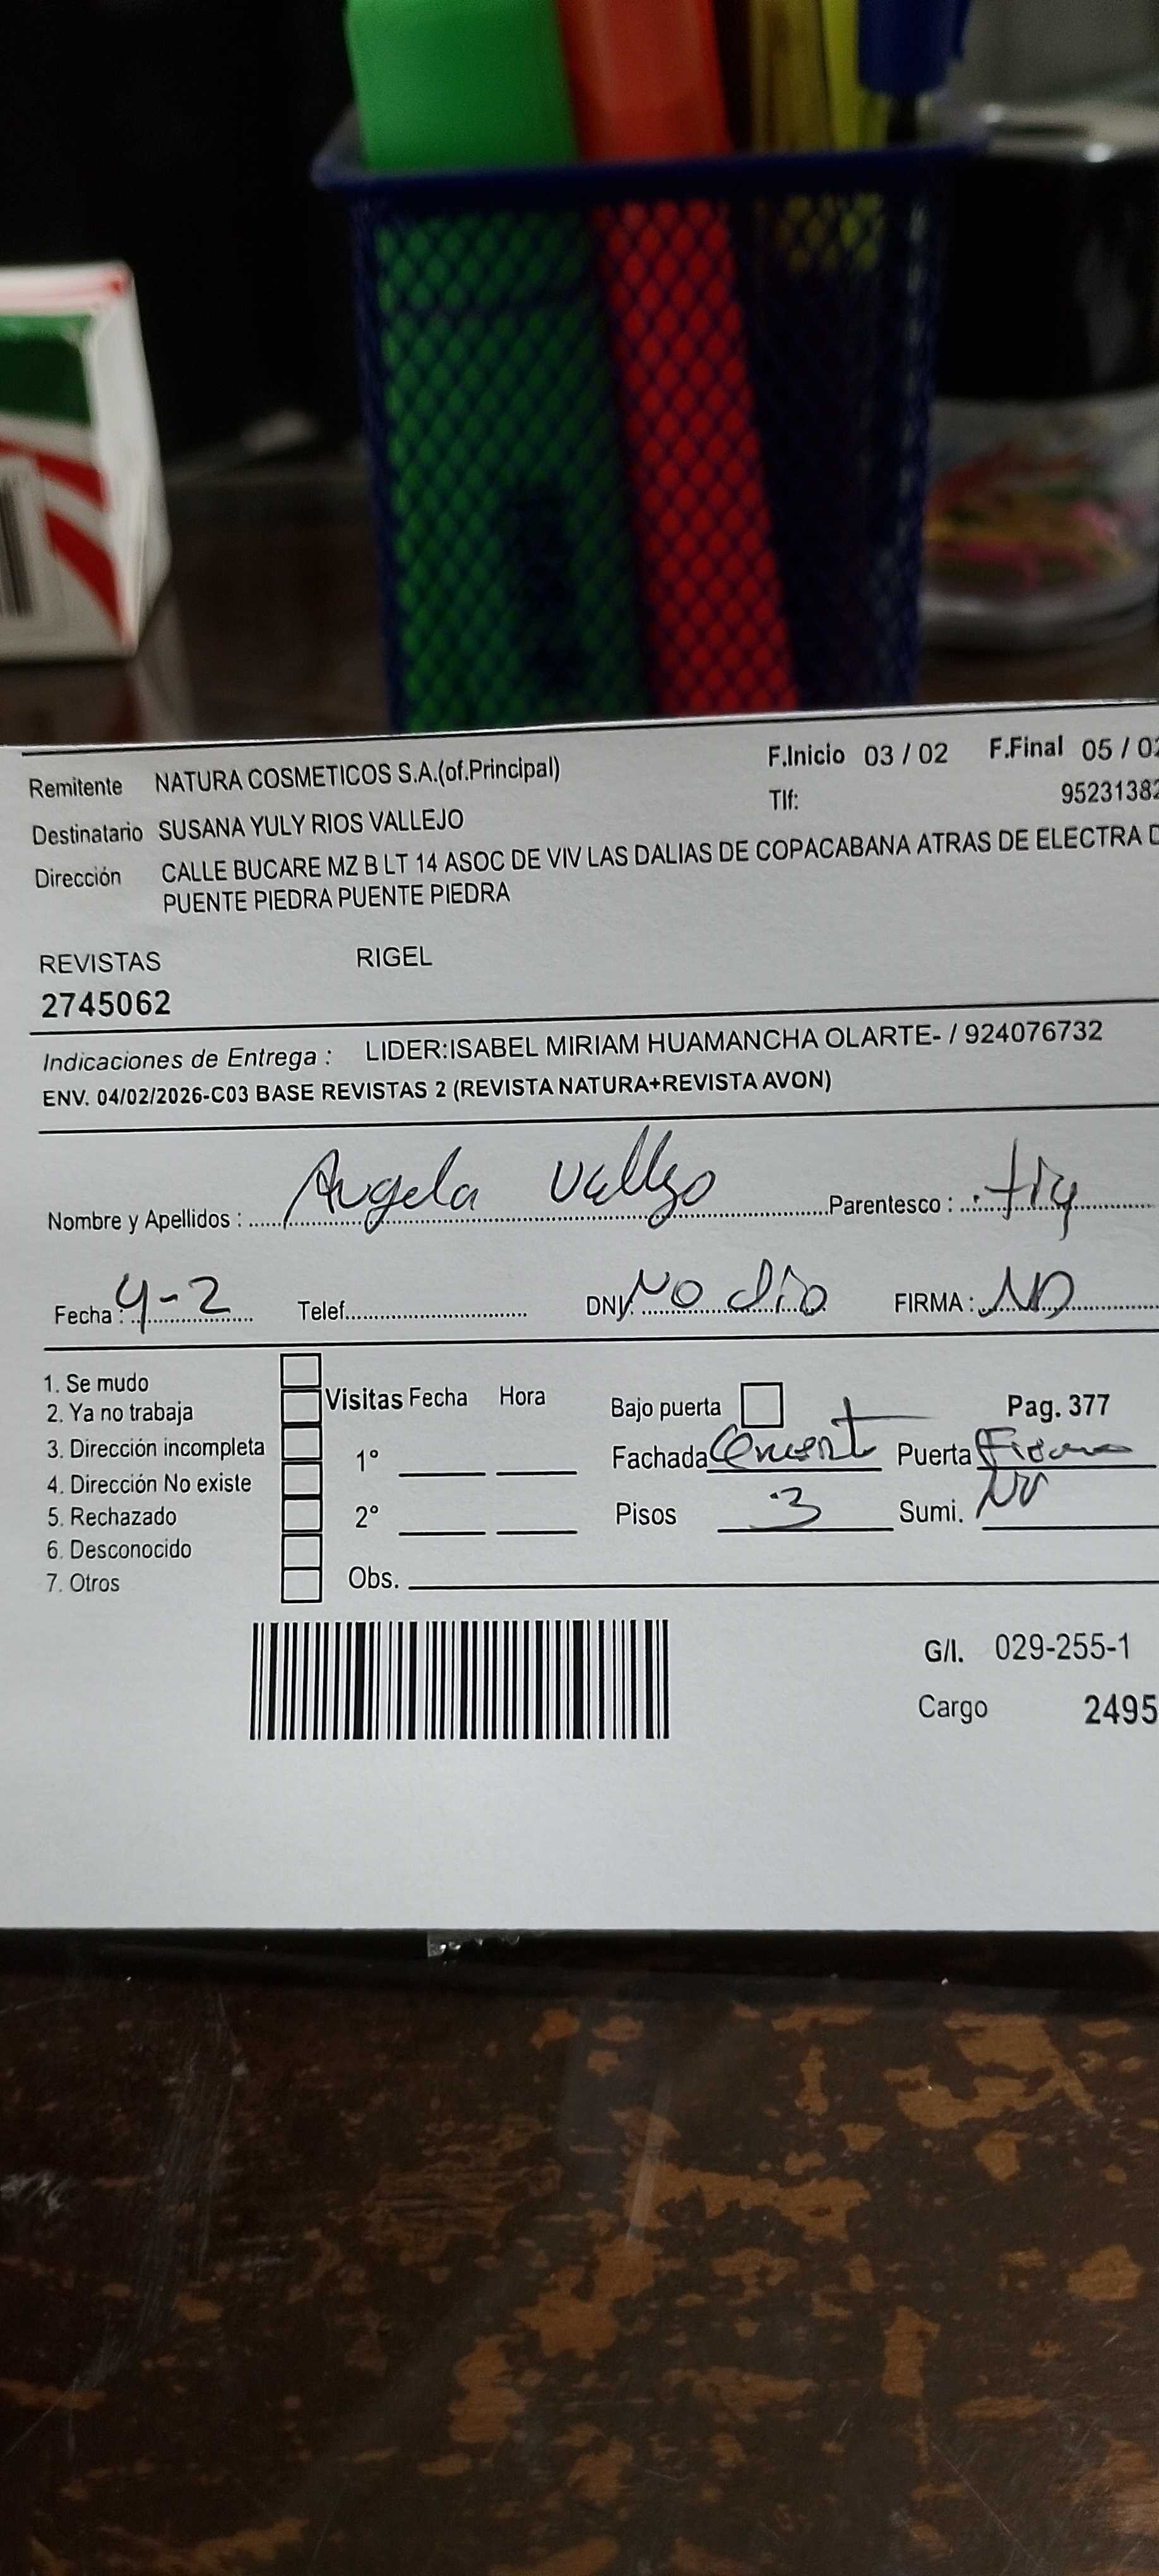 Remitente NATURA COSMETICOS S.A.(of.Principal) F.Inicio 03 / 02 F.Final 05 / 02
Destinatario SUSANA YULY RIOS VALLEJO Tlf: 95231382
Dirección CALLE BUCARE MZ B LT 14 ASOC DE VIV LAS DALIAS DE COPACABANA ATRAS DE ELECTRA
PUENTE PIEDRA PUENTE PIEDRA
REVISTAS RIGEL
2745062
Indicaciones de Entrega : LIDER:ISABEL MIRIAM HUAMANCHA OLARTE- / 924076732
ENV. 04/02/2026-C03 BASE REVISTAS 2 (REVISTA NATURA+REVISTA AVON)
Nombre y Apellidos : Angela Vallejo Parentesco :
Fecha : 4-2 Telef. DNI. No dio FIRMA : ND
1. Se mudo
2. Ya no trabaja Visitas Fecha Hora Bajo puerta Pag. 377
3. Dirección incompleta 1° Fachada Cement Puerta
4. Dirección No existe
5. Rechazado 2° Pisos 3 Sumi.
6. Desconocido
7. Otros Obs.
G/I. 029-255-1
Cargo 2495